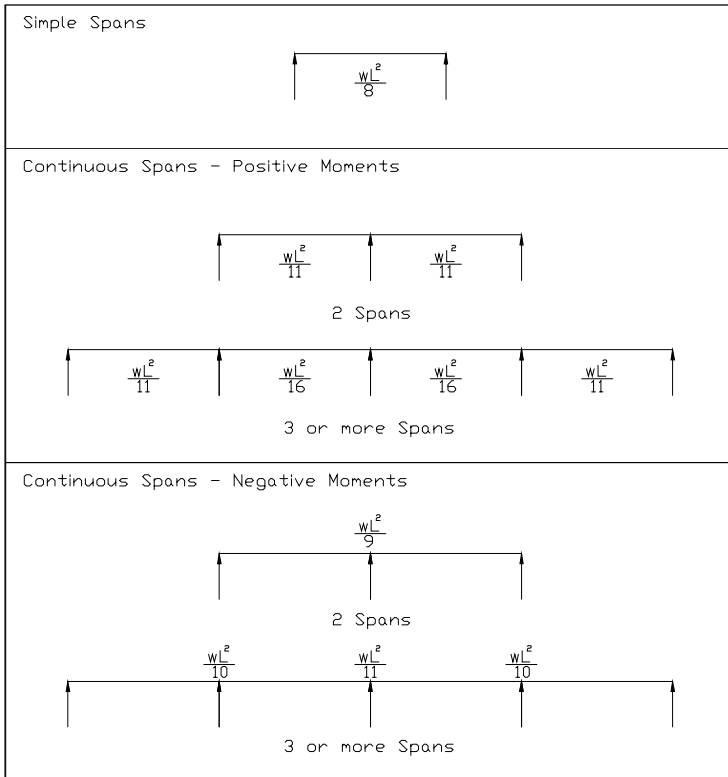 Simple Spans
wL²
8
Continuous Spans - Positive Moments
wL² wL²
11 11
2 Spans
wL² wL² wL² wL²
11 16 16 11
3 or more Spans
Continuous Spans - Negative Moments
wL²
9
2 Spans
wL² wL² wL²
10 11 10
3 or more Spans